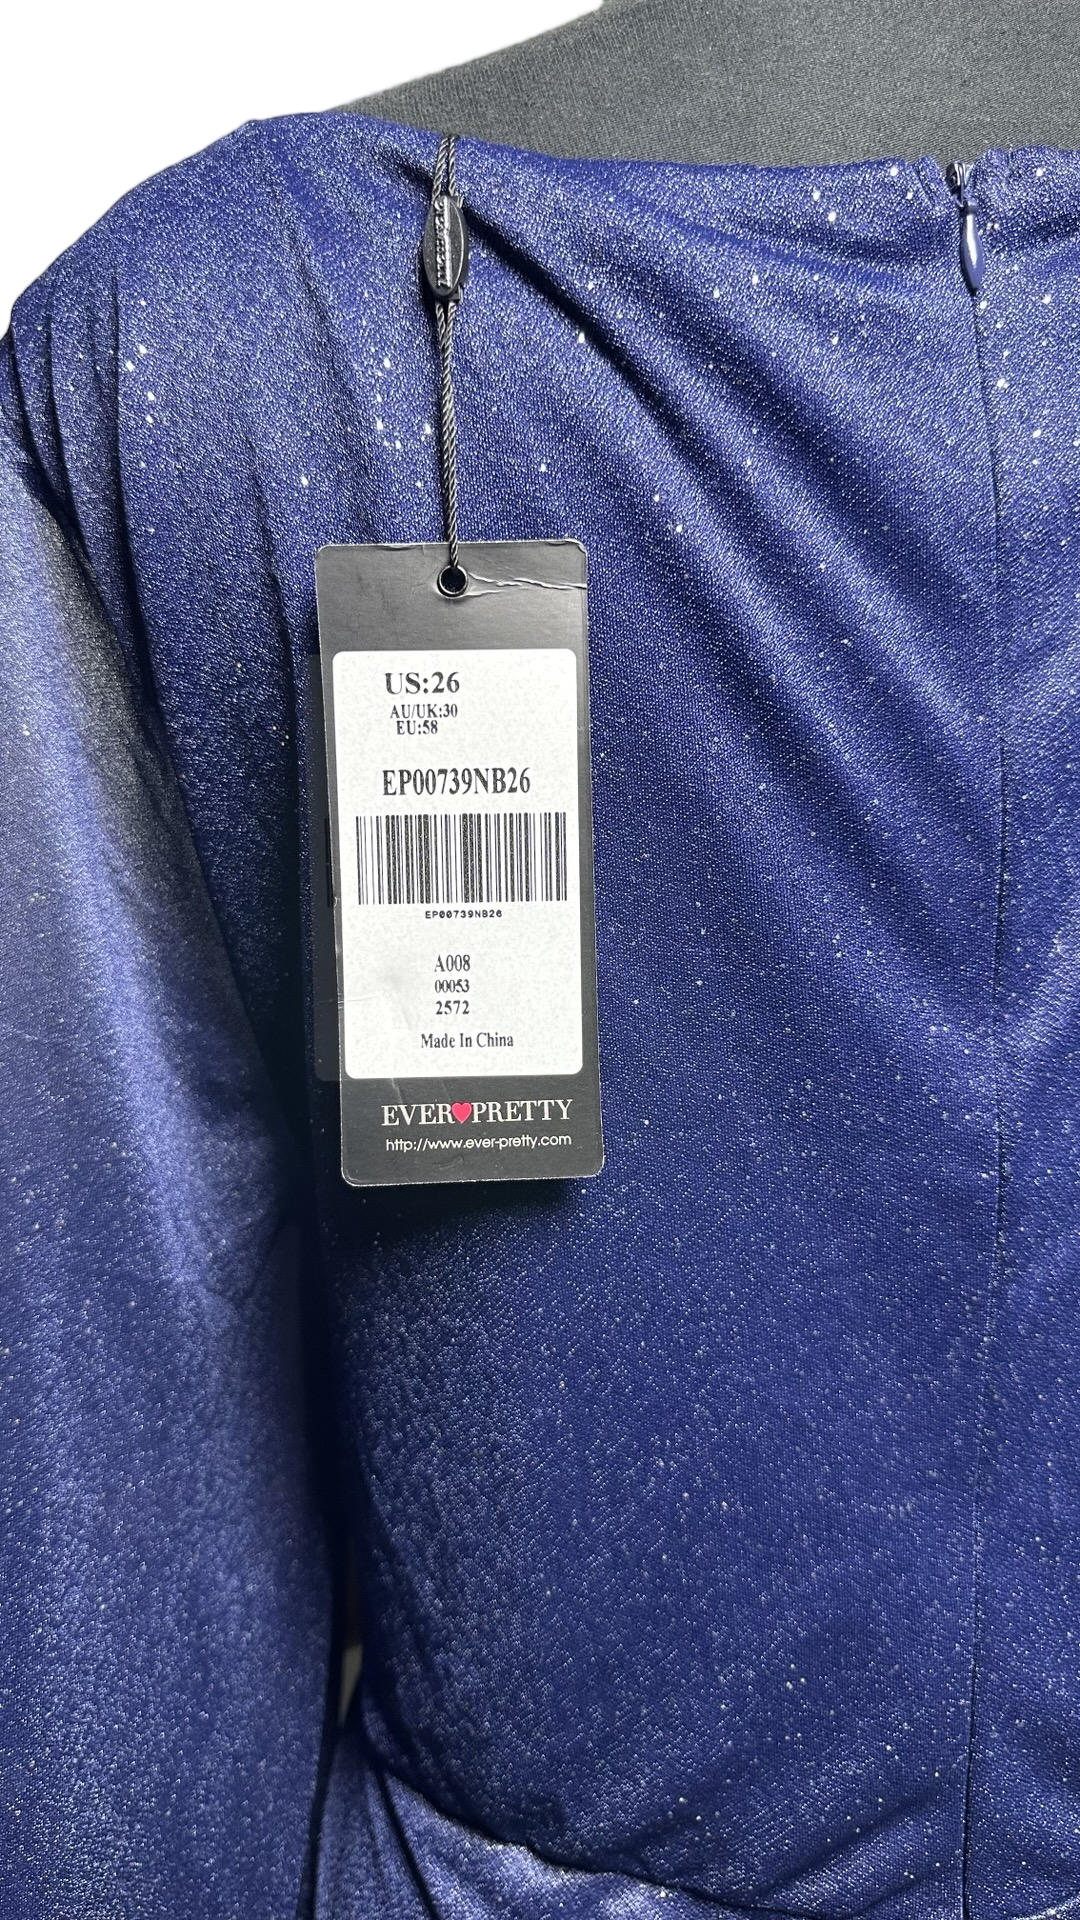 US:26
AU/UK:30
EU:58
EP00739NB26
EP00739NB26
A008
00053
2572
Made In China
EVER PRETTY
http://www.ever-pretty.com